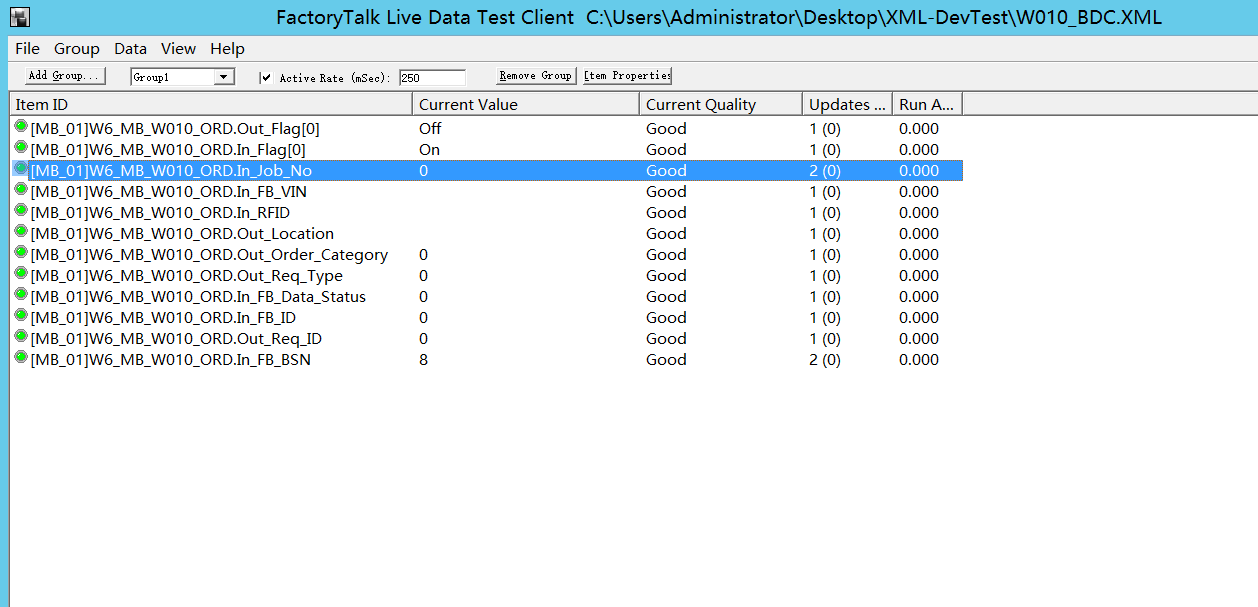 FactoryTalk Live Data Test Client  C:\Users\Administrator\Desktop\XML-DevTest\W010_BDC.XML
File Group Data View Help
Add Group... Group1 Active Rate (mSec): 250 Remove Group Item Properties
Item ID Current Value Current Quality Updates ... Run A...
[MB_01]W6_MB_W010_ORD.Out_Flag[0] Off Good 1 (0) 0.000
[MB_01]W6_MB_W010_ORD.In_Flag[0] On Good 1 (0) 0.000
[MB_01]W6_MB_W010_ORD.In_Job_No 0 Good 2 (0) 0.000
[MB_01]W6_MB_W010_ORD.In_FB_VIN Good 1 (0) 0.000
[MB_01]W6_MB_W010_ORD.In_RFID Good 1 (0) 0.000
[MB_01]W6_MB_W010_ORD.Out_Location Good 1 (0) 0.000
[MB_01]W6_MB_W010_ORD.Out_Order_Category 0 Good 1 (0) 0.000
[MB_01]W6_MB_W010_ORD.Out_Req_Type 0 Good 1 (0) 0.000
[MB_01]W6_MB_W010_ORD.In_FB_Data_Status 0 Good 1 (0) 0.000
[MB_01]W6_MB_W010_ORD.In_FB_ID 0 Good 1 (0) 0.000
[MB_01]W6_MB_W010_ORD.Out_Req_ID 0 Good 1 (0) 0.000
[MB_01]W6_MB_W010_ORD.In_FB_BSN 8 Good 2 (0) 0.000